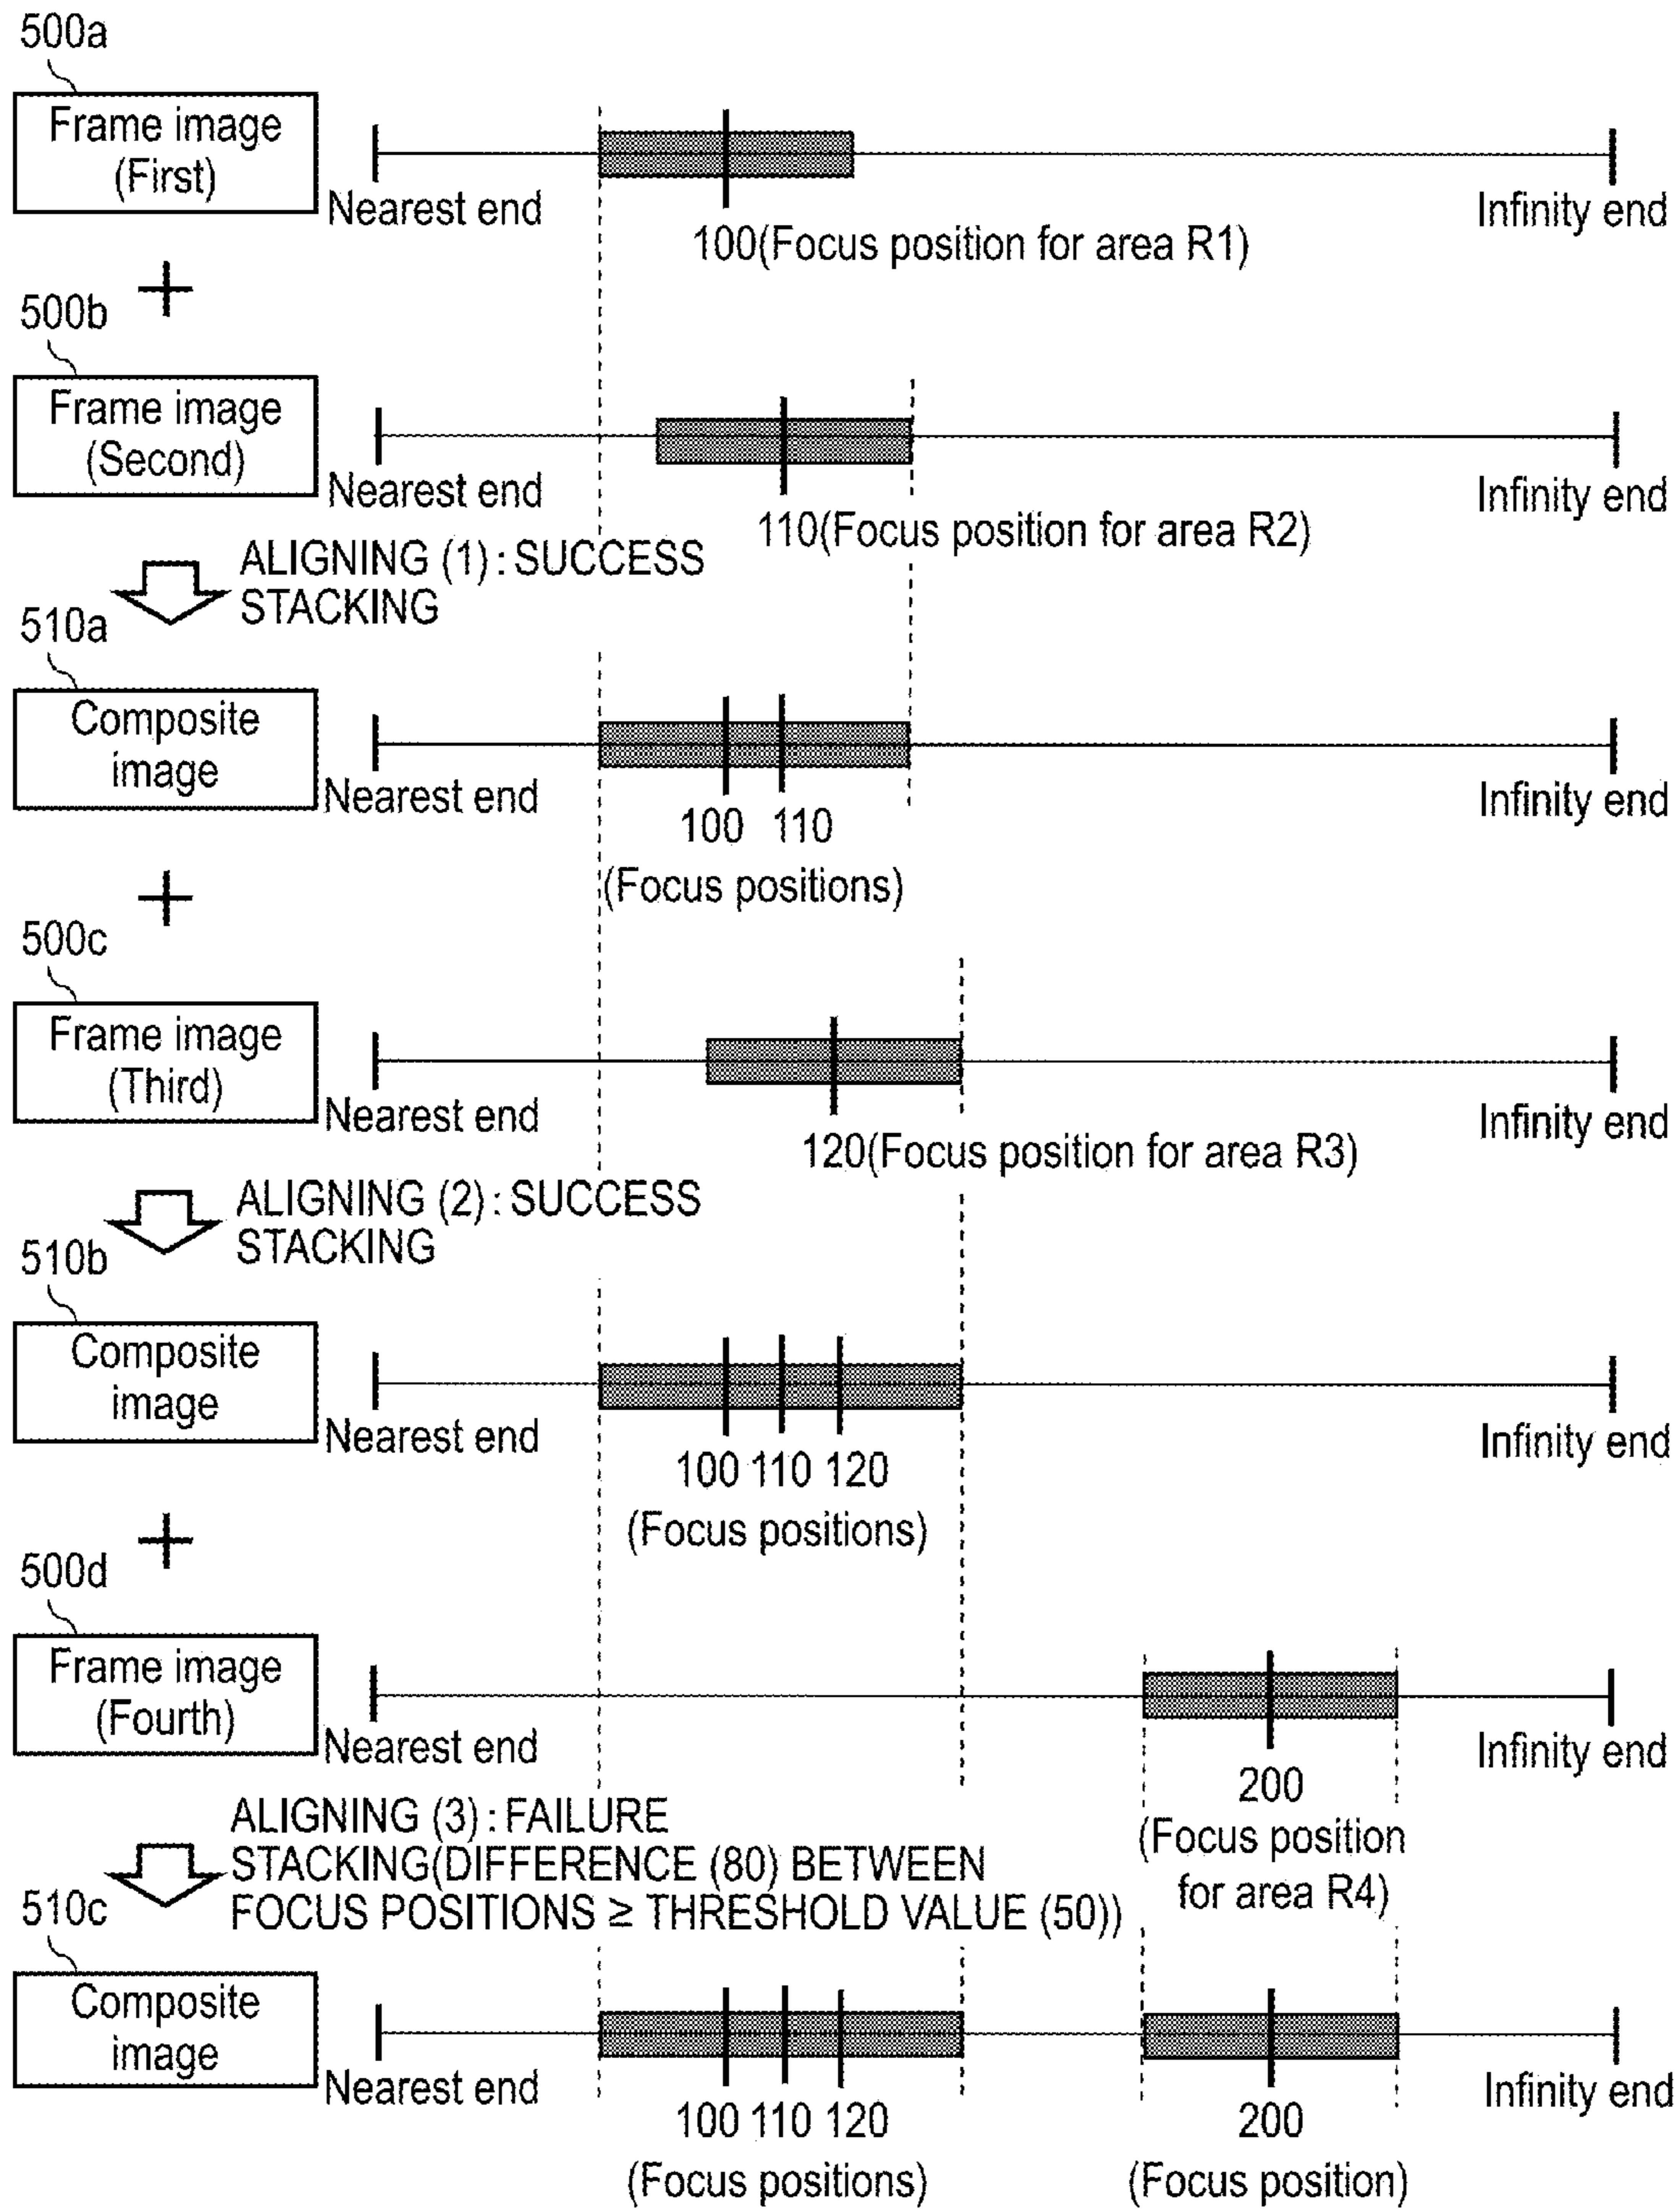 500a
Frame image
(First)
Nearest end
Infinity end
100(Focus position for area R1)
+
500b
Frame image
(Second)
Nearest end
Infinity end
110(Focus position for area R2)
ALIGNING (1) : SUCCESS
STACKING
510a
Composite
image
Nearest end
Infinity end
100 110
(Focus positions)
+
500c
Frame image
(Third)
Nearest end
Infinity end
120(Focus position for area R3)
ALIGNING (2) : SUCCESS
STACKING
510b
Composite
image
Nearest end
Infinity end
100 110 120
(Focus positions)
+
500d
Frame image
(Fourth)
Nearest end
Infinity end
200
(Focus position
for area R4)
ALIGNING (3) : FAILURE
STACKING(DIFFERENCE (80) BETWEEN
FOCUS POSITIONS ≥ THRESHOLD VALUE (50))
510c
Composite
image
Nearest end
Infinity end
100 110 120
(Focus positions)
200
(Focus position)